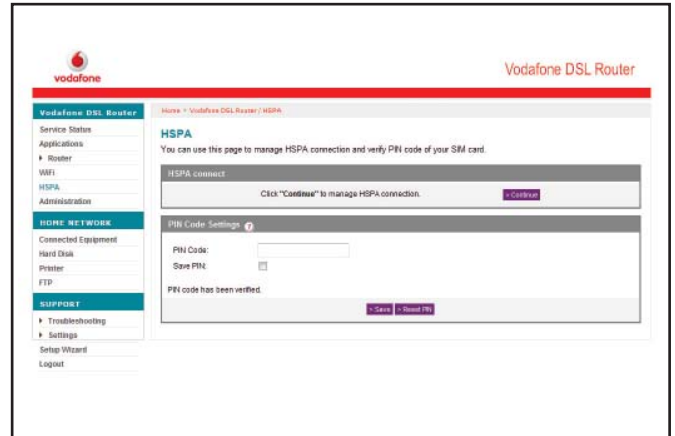 vodafone
Vodafone DSL Router
Vodafone DSL Router
Service Status
Applications
Router
WiFi
HSPA
Administration
HOME NETWORK
Connected Equipment
Hard Disk
Printer
FTP
SUPPORT
Troubleshooting
Settings
Setup Wizard
Logout
Home > Vodafone DSL Router / HSPA
HSPA
You can use this page to manage HSPA connection and verify PIN code of your SIM card.
HSPA connect
Click "Continue" to manage HSPA connection.
> Continue
PIN Code Settings ?
PIN Code:
Save PIN:
PIN code has been verified.
> Save > Reset PIN